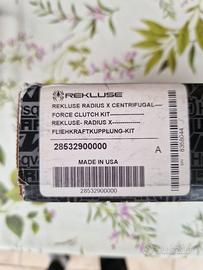 REKLUSE
REKLUSE RADIUS X CENTRIFUGAL----
FORCE CLUTCH KIT----------------
REKLUSE- RADIUS X-------------
FLIEHKRAFTKUPPLUNG-KIT
28532900000
A
MADE IN USA
28532900000